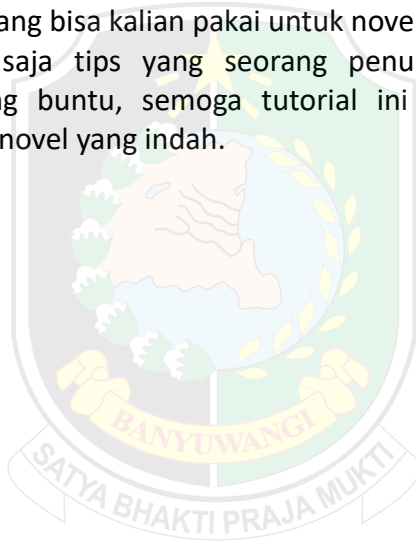 ang bisa kalian pakai untuk nove
saja tips yang seorang penu
g buntu, semoga tutorial ini
novel yang indah.
BANYUWANGI
SATYA BHAKTI PRAJA MUKTI